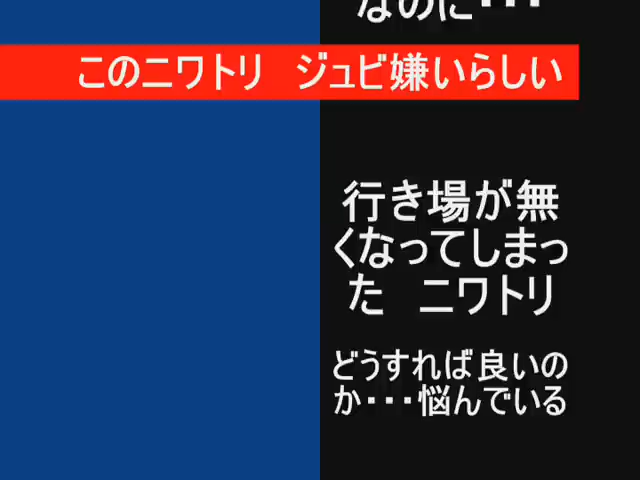 なのに・・・
このニワトリ　ジュビ嫌いらしい
行き場が無
くなってしまっ
た　ニワトリ
どうすれば良いの
か・・・悩んでいる